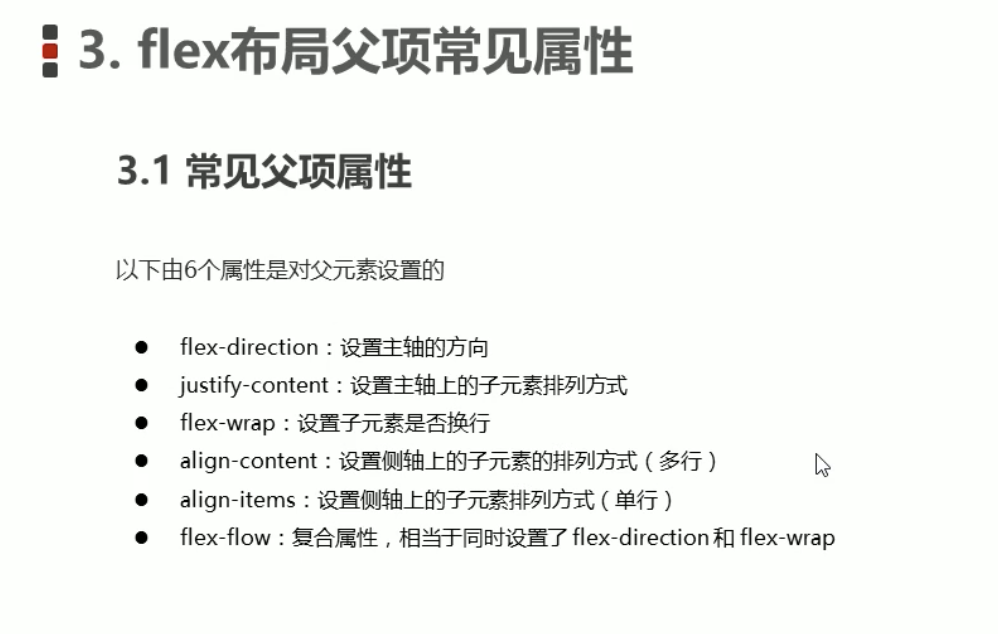 3. flex布局父项常见属性
3.1 常见父项属性
以下由6个属性是对父元素设置的
● flex-direction：设置主轴的方向
● justify-content：设置主轴上的子元素排列方式
● flex-wrap：设置子元素是否换行
● align-content：设置侧轴上的子元素的排列方式（多行）
● align-items：设置侧轴上的子元素排列方式（单行）
● flex-flow：复合属性，相当于同时设置了 flex-direction 和 flex-wrap